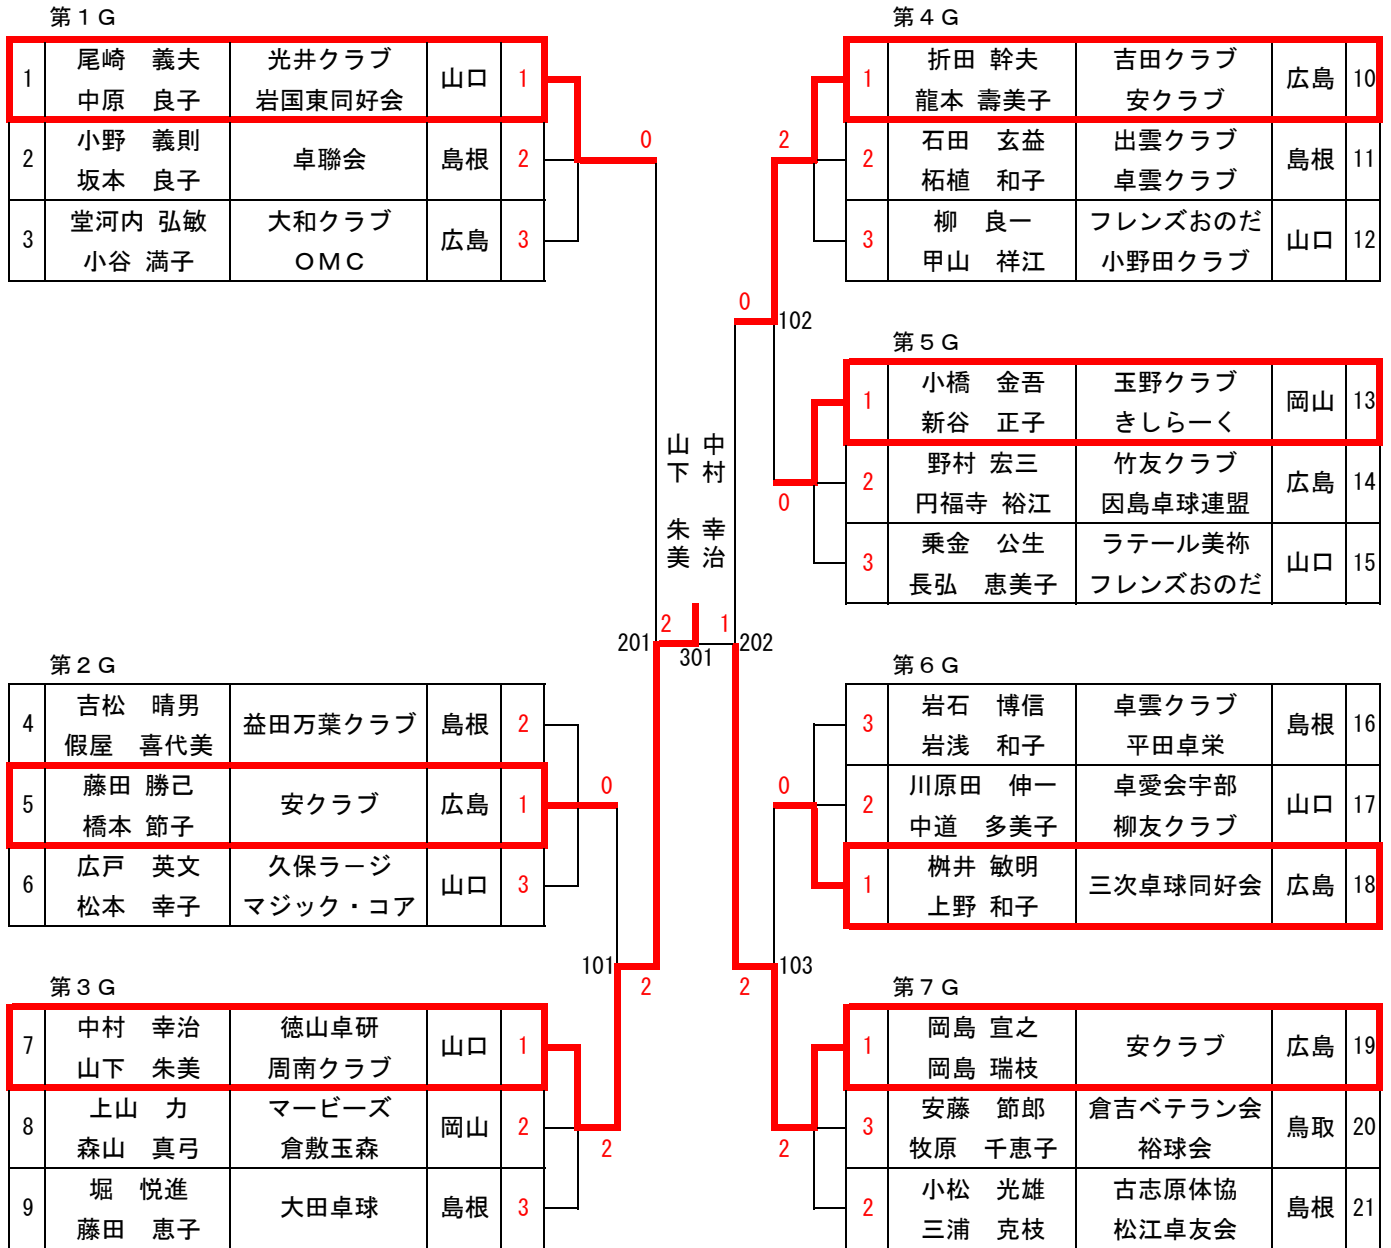 第1G
1 尾崎 義夫 光井クラブ 山口 1
中原 良子 岩国東同好会
2 小野 義則 卓聯会 島根 2
坂本 良子
3 堂河内 弘敏 大和クラブ 広島 3
小谷 満子 OMC
0
第2G
4 吉松 晴男 益田万葉クラブ 島根 2
假屋 喜代美
5 藤田 勝己 安クラブ 広島 1
橋本 節子
6 広戸 英文 久保ラージ 山口 3
松本 幸子 マジック・コア
0
101
2
第3G
7 中村 幸治 徳山卓研 山口 1
山下 朱美 周南クラブ
8 上山 力 マービーズ 岡山 2
森山 真弓 倉敷玉森
9 堀 悦進 大田卓球 島根 3
藤田 恵子
2
中村 幸治
山下 朱美
201
2
301
1
202
第4G
1 折田 幹夫 吉田クラブ 広島 10
龍本 壽美子 安クラブ
2 石田 玄益 出雲クラブ 島根 11
柘植 和子 卓雲クラブ
3 柳 良一 フレンズおのだ 山口 12
甲山 祥江 小野田クラブ
2
0
102
第5G
1 小橋 金吾 玉野クラブ 岡山 13
新谷 正子 きしらーく
2 野村 宏三 竹友クラブ 広島 14
円福寺 裕江 因島卓球連盟
3 乗金 公生 ラテール美祢 山口 15
長弘 恵美子 フレンズおのだ
0
第6G
3 岩石 博信 卓雲クラブ 島根 16
岩浅 和子 平田卓栄
2 川原田 伸一 卓愛会宇部 山口 17
中道 多美子 柳友クラブ
1 桝井 敏明 三次卓球同好会 広島 18
上野 和子
0
103
2
第7G
1 岡島 宣之 安クラブ 広島 19
岡島 瑞枝
3 安藤 節郎 倉吉ベテラン会 鳥取 20
牧原 千恵子 裕球会
2 小松 光雄 古志原体協 島根 21
三浦 克枝 松江卓友会
2